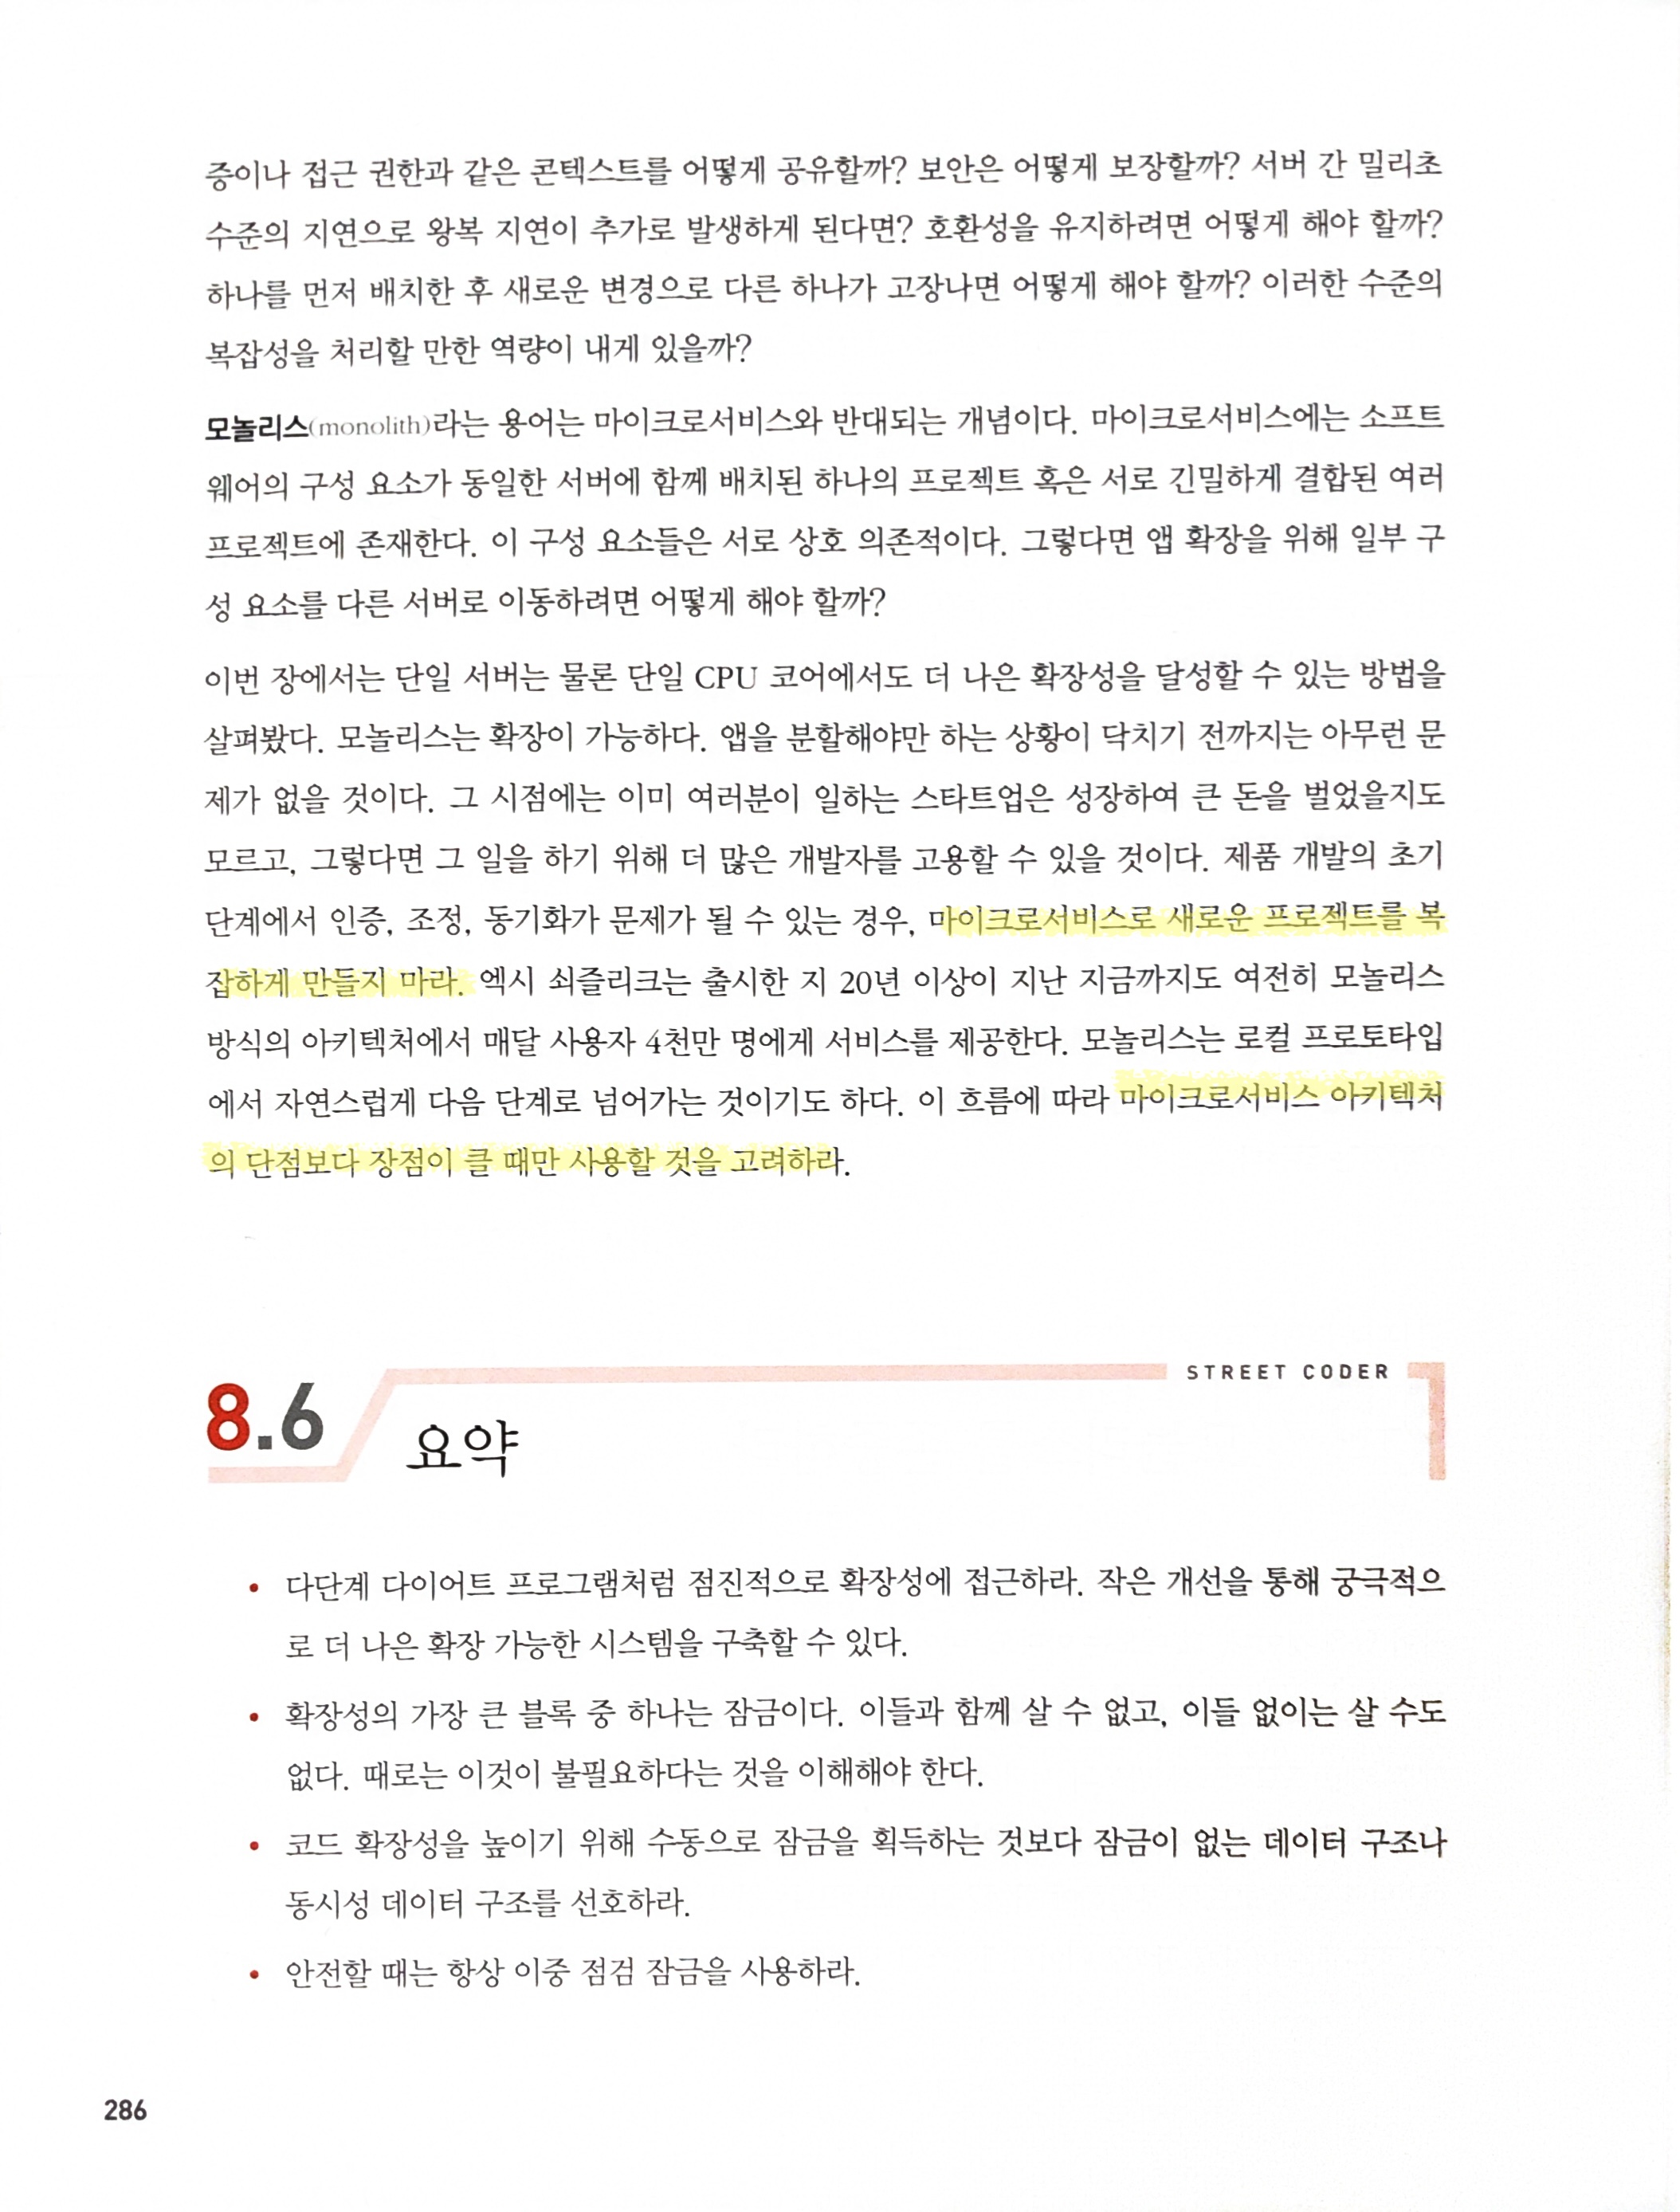 증이나 접근 권한과 같은 콘텍스트를 어떻게 공유할까? 보안은 어떻게 보장할까? 서버 간 밀리초
수준의 지연으로 왕복 지연이 추가로 발생하게 된다면? 호환성을 유지하려면 어떻게 해야 할까?
하나를 먼저 배치한 후 새로운 변경으로 다른 하나가 고장나면 어떻게 해야 할까? 이러한 수준의
복잡성을 처리할 만한 역량이 내게 있을까?
모놀리스(monolith)라는 용어는 마이크로서비스와 반대되는 개념이다. 마이크로서비스에는 소프트
웨어의 구성 요소가 동일한 서버에 함께 배치된 하나의 프로젝트 혹은 서로 긴밀하게 결합된 여러
프로젝트에 존재한다. 이 구성 요소들은 서로 상호 의존적이다. 그렇다면 앱 확장을 위해 일부 구
성 요소를 다른 서버로 이동하려면 어떻게 해야 할까?
이번 장에서는 단일 서버는 물론 단일 CPU 코어에서도 더 나은 확장성을 달성할 수 있는 방법을
살펴봤다. 모놀리스는 확장이 가능하다. 앱을 분할해야만 하는 상황이 닥치기 전까지는 아무런 문
제가 없을 것이다. 그 시점에는 이미 여러분이 일하는 스타트업은 성장하여 큰 돈을 벌었을지도
모르고, 그렇다면 그 일을 하기 위해 더 많은 개발자를 고용할 수 있을 것이다. 제품 개발의 초기
단계에서 인증, 조정, 동기화가 문제가 될 수 있는 경우, 마이크로서비스로 새로운 프로젝트를 복
잡하게 만들지 마라. 엑시 쇠즐리크는 출시한 지 20년 이상이 지난 지금까지도 여전히 모놀리스
방식의 아키텍처에서 매달 사용자 4천만 명에게 서비스를 제공한다. 모놀리스는 로컬 프로토타입
에서 자연스럽게 다음 단계로 넘어가는 것이기도 하다. 이 흐름에 따라 마이크로서비스 아키텍처
의 단점보다 장점이 클 때만 사용할 것을 고려하라.
STREET CODER
8.6 요약
• 다단계 다이어트 프로그램처럼 점진적으로 확장성에 접근하라. 작은 개선을 통해 궁극적으
로 더 나은 확장 가능한 시스템을 구축할 수 있다.
• 확장성의 가장 큰 블록 중 하나는 잠금이다. 이들과 함께 살 수 없고, 이들 없이는 살 수도
없다. 때로는 이것이 불필요하다는 것을 이해해야 한다.
• 코드 확장성을 높이기 위해 수동으로 잠금을 획득하는 것보다 잠금이 없는 데이터 구조나
동시성 데이터 구조를 선호하라.
• 안전할 때는 항상 이중 점검 잠금을 사용하라.
286